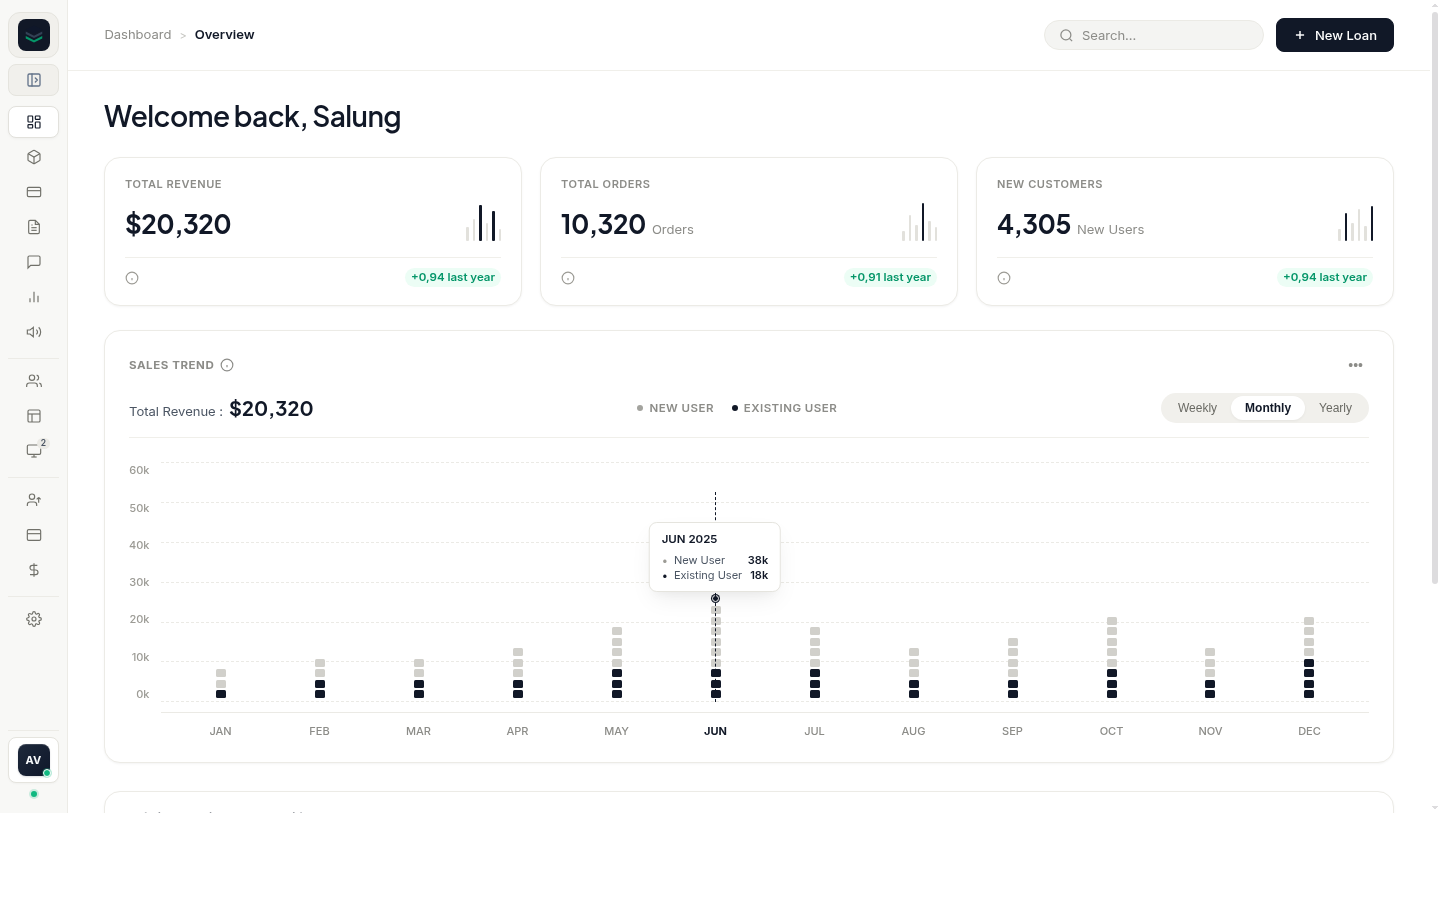 Dashboard > Overview
Search...
+ New Loan
Welcome back, Salung
TOTAL REVENUE
$20,320
+0,94 last year
TOTAL ORDERS
10,320 Orders
+0,91 last year
NEW CUSTOMERS
4,305 New Users
+0,94 last year
SALES TREND
•••
Total Revenue : $20,320
NEW USER
EXISTING USER
Weekly Monthly Yearly
60k
50k
40k
30k
20k
10k
0k
JUN 2025
• New User 38k
• Existing User 18k
JAN FEB MAR APR MAY JUN JUL AUG SEP OCT NOV DEC
2
AV